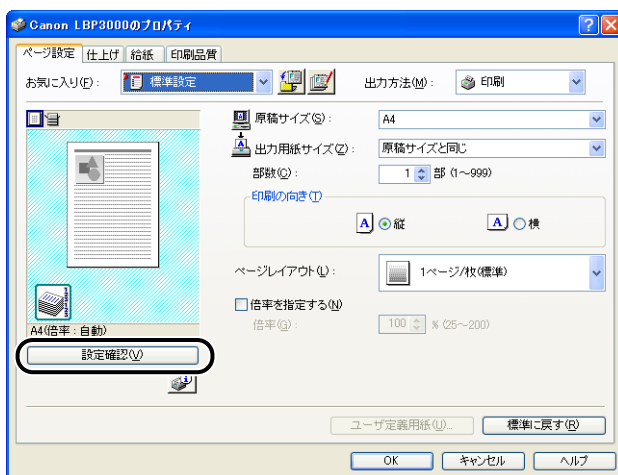 Canon LBP3000のプロパティ
ページ設定 仕上げ 給紙 印刷品質
お気に入り(F): 標準設定 出力方法(M): 印刷
原稿サイズ(S): A4
出力用紙サイズ(Z): 原稿サイズと同じ
部数(C): 1 部 (1～999)
印刷の向き(T)
A 縦 A 横
ページレイアウト(L): 1ページ/枚(標準)
倍率を指定する(N)
倍率(G): 100 % (25～200)
A4(倍率:自動)
設定確認(V)
ユーザ定義用紙(U)... 標準に戻す(R)
OK キャンセル ヘルプ